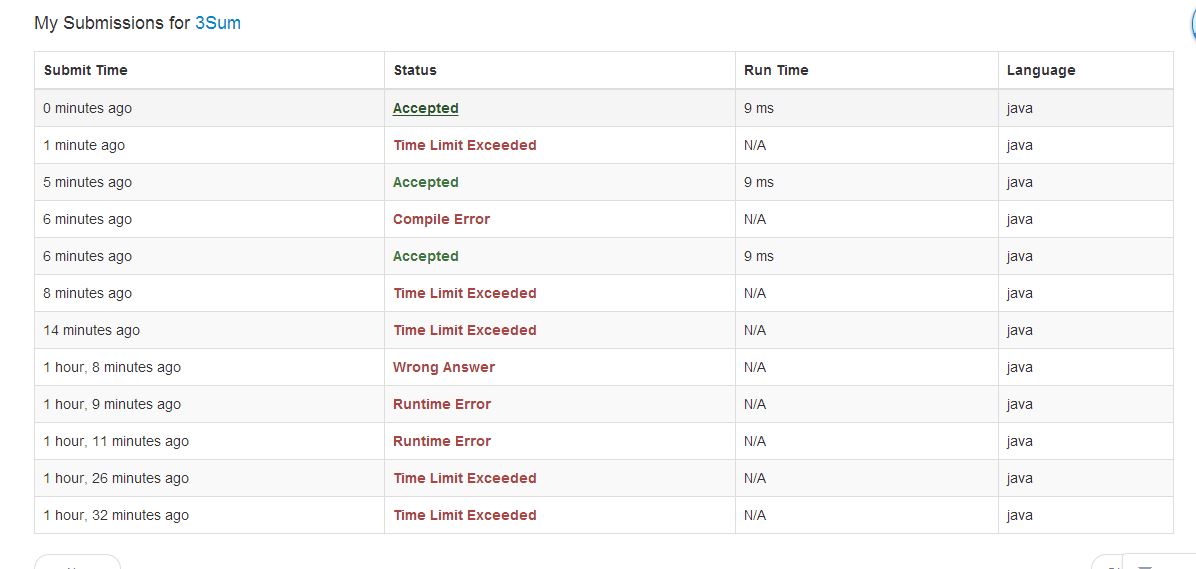 My Submissions for 3Sum
Submit Time Status Run Time Language
0 minutes ago Accepted 9 ms java
1 minute ago Time Limit Exceeded N/A java
5 minutes ago Accepted 9 ms java
6 minutes ago Compile Error N/A java
6 minutes ago Accepted 9 ms java
8 minutes ago Time Limit Exceeded N/A java
14 minutes ago Time Limit Exceeded N/A java
1 hour, 8 minutes ago Wrong Answer N/A java
1 hour, 9 minutes ago Runtime Error N/A java
1 hour, 11 minutes ago Runtime Error N/A java
1 hour, 26 minutes ago Time Limit Exceeded N/A java
1 hour, 32 minutes ago Time Limit Exceeded N/A java